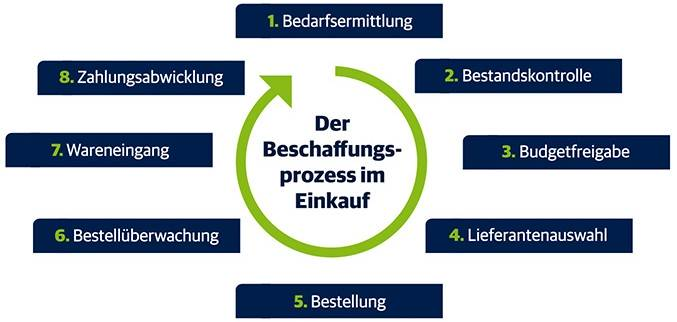 1. Bedarfsermittlung
2. Bestandskontrolle
3. Budgetfreigabe
4. Lieferantenauswahl
5. Bestellung
6. Bestellüberwachung
7. Wareneingang
8. Zahlungsabwicklung
Der
Beschaffungs-
prozess im
Einkauf